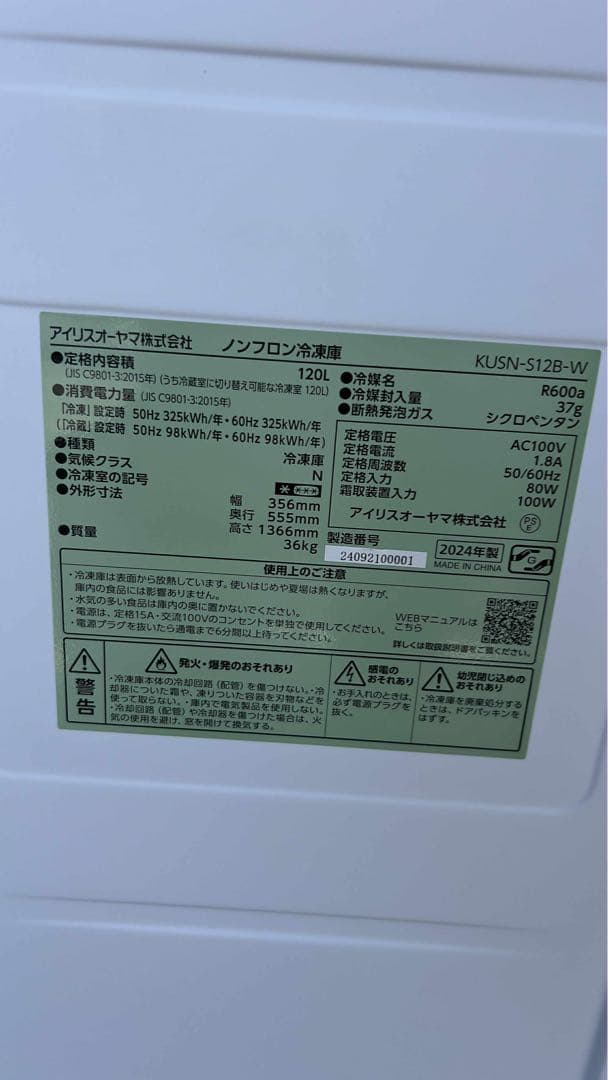 アイリスオーヤマ株式会社 ノンフロン冷凍庫 KUSN-S12B-W
●定格内容積 120L
(JIS C9801-3:2015年) (うち冷蔵室に切り替え可能な冷凍室 120L)
●消費電力量 (JIS C9801-3:2015年)
「冷凍」設定時 50Hz 325kWh/年・60Hz 325kWh/年
(「冷蔵」設定時 50Hz 98kWh/年・60Hz 98kWh/年)
●種類 冷凍庫
●気候クラス N
●冷凍室の記号
●外形寸法 幅 356mm
奥行 555mm
高さ 1366mm
●質量 36kg
●冷媒名 R600a
●冷媒封入量 37g
●断熱発泡ガス シクロペンタン
定格電圧 AC100V
定格電流 1.8A
定格周波数 50/60Hz
定格入力 80W
霜取装置入力 100W
アイリスオーヤマ株式会社 PSE
製造番号
24092100001
2024年製
MADE IN CHINA
G
使用上のご注意
・冷凍庫は表面から放熱しています。使いはじめや夏場は熱くなりますが、
庫内の食品には影響ありません。
・水気の多い食品は庫内の奥に置かないでください。
・電源は、定格15A・交流100Vのコンセントを単独で使用してください。
・電源プラグを抜いたら通電まで6分間以上待ってください。
WEBマニュアルは
こちら
詳しくは取扱説明書をご覧ください。
警告
発火・爆発のおそれあり
・冷凍庫本体の冷却回路(配管)を傷つけない。・冷
却器についた霜や、凍りついた容器を刃物などを
使って取らない。・庫内で電気製品を使用しない。
・冷却回路(配管)や冷却器を傷つけた場合は、火
気の使用を避け、窓を開けて換気する。
感電の
おそれあり
・お手入れのときは、
必ず電源プラグを
抜く。
幼児閉じ込めの
おそれあり
・冷凍庫を廃棄処分する
ときは、ドアパッキンを
はずす。